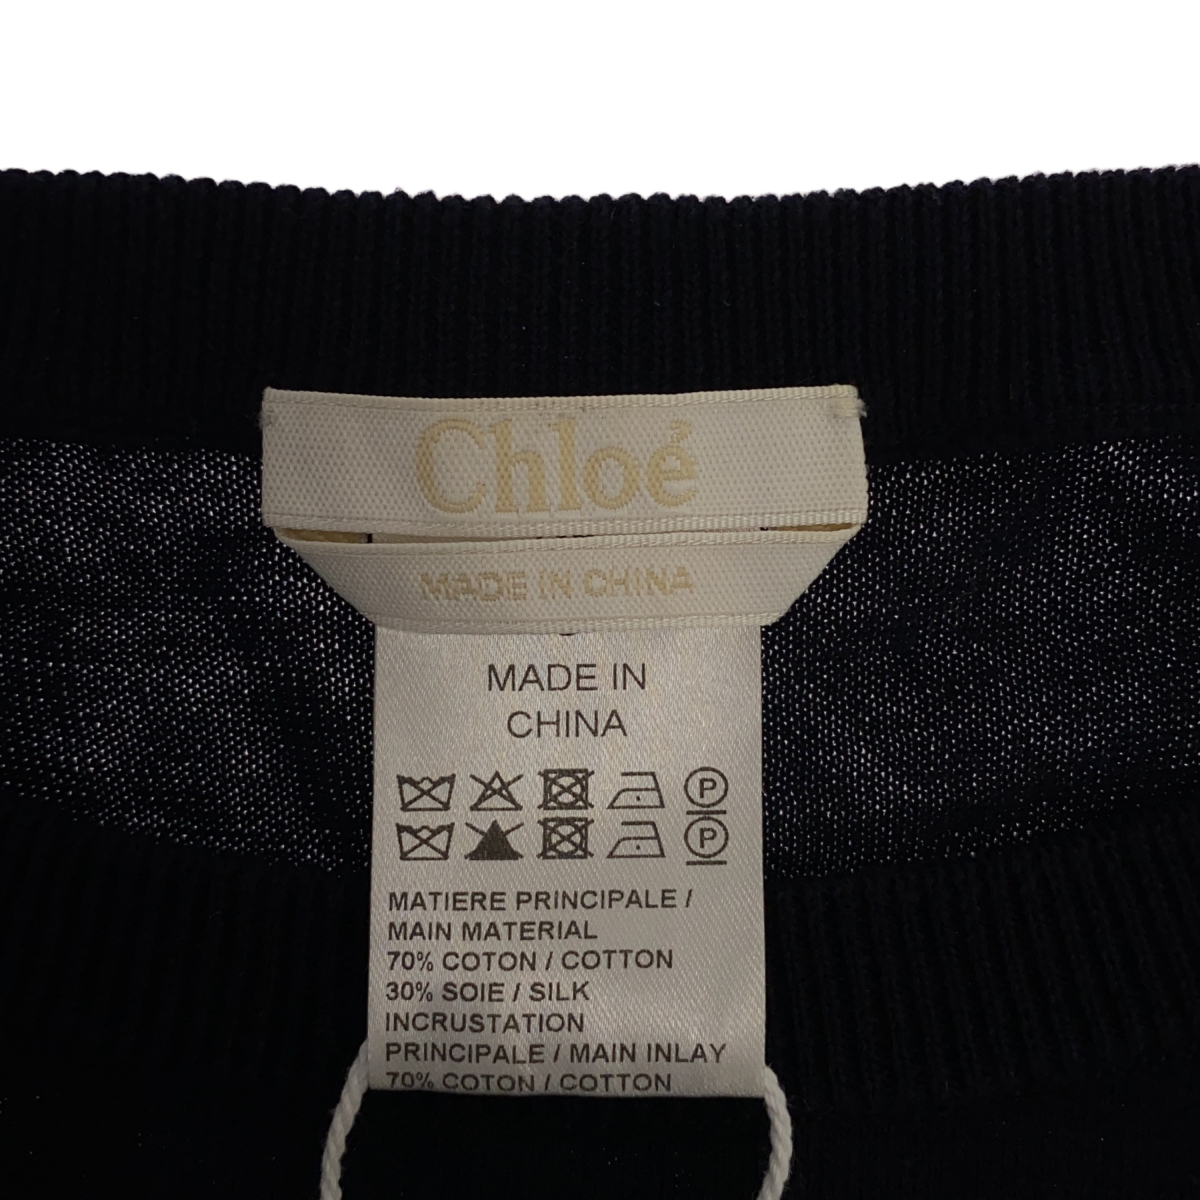 Chloé
MADE IN CHINA
MADE IN
CHINA
P
P
MATIERE PRINCIPALE /
MAIN MATERIAL
70% COTON / COTTON
30% SOIE / SILK
INCRUSTATION
PRINCIPALE / MAIN INLAY
70% COTON / COTTON